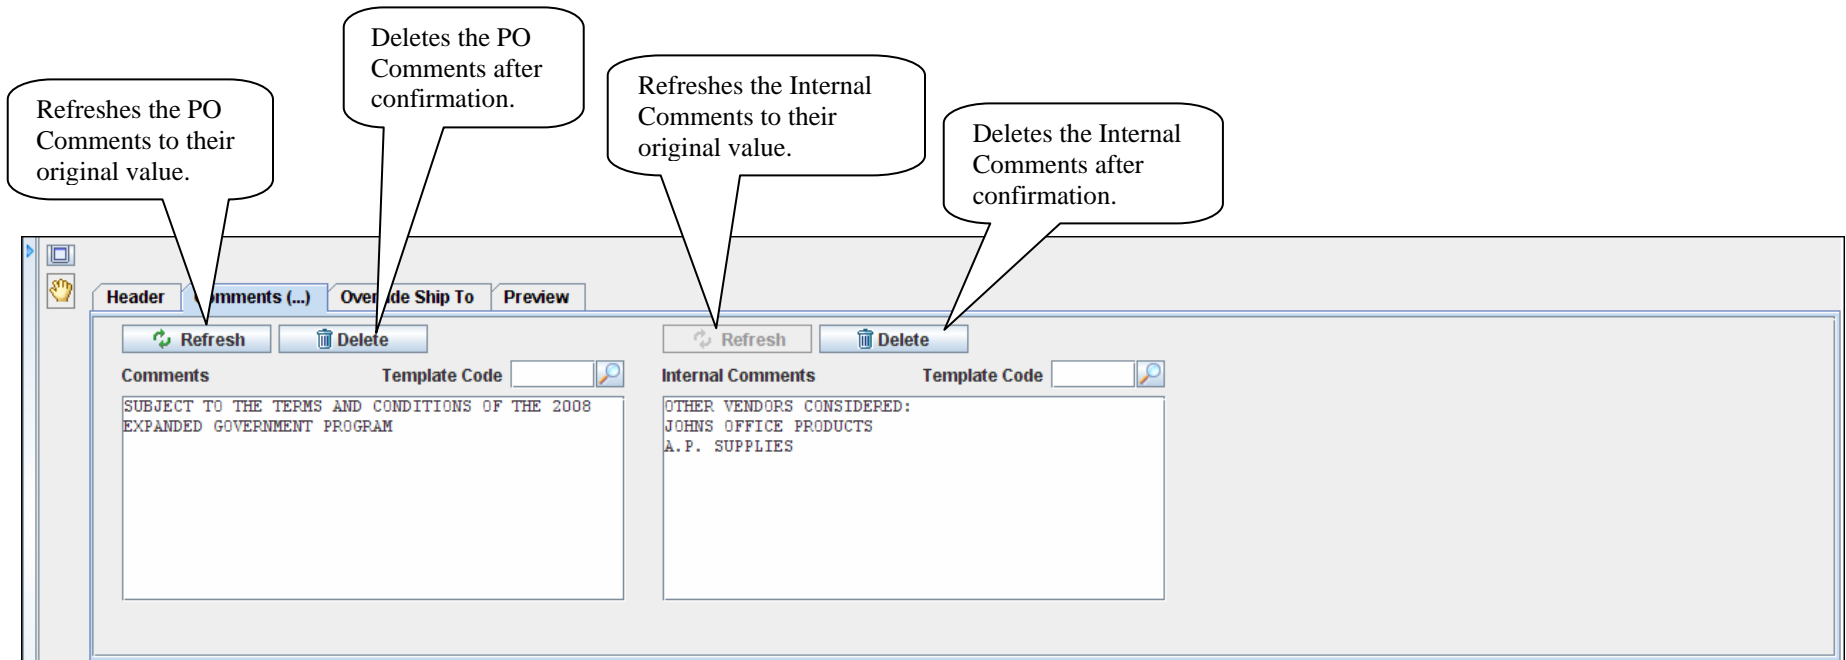 Deletes the PO
Comments after
confirmation.
Refreshes the PO
Comments to their
original value.
Refreshes the Internal
Comments to their
original value.
Deletes the Internal
Comments after
confirmation.
Header
mments (...)
Ship To
Preview
Refresh
Delete
Refresh
Delete
Comments
Template Code
Internal Comments
Template Code
SUBJECT TO THE TERMS AND CONDITIONS OF THE 2008
EXPANDED GOVERNMENT PROGRAM
OTHER VENDORS CONSIDERED:
JOHNS OFFICE PRODUCTS
A.P. SUPPLIES